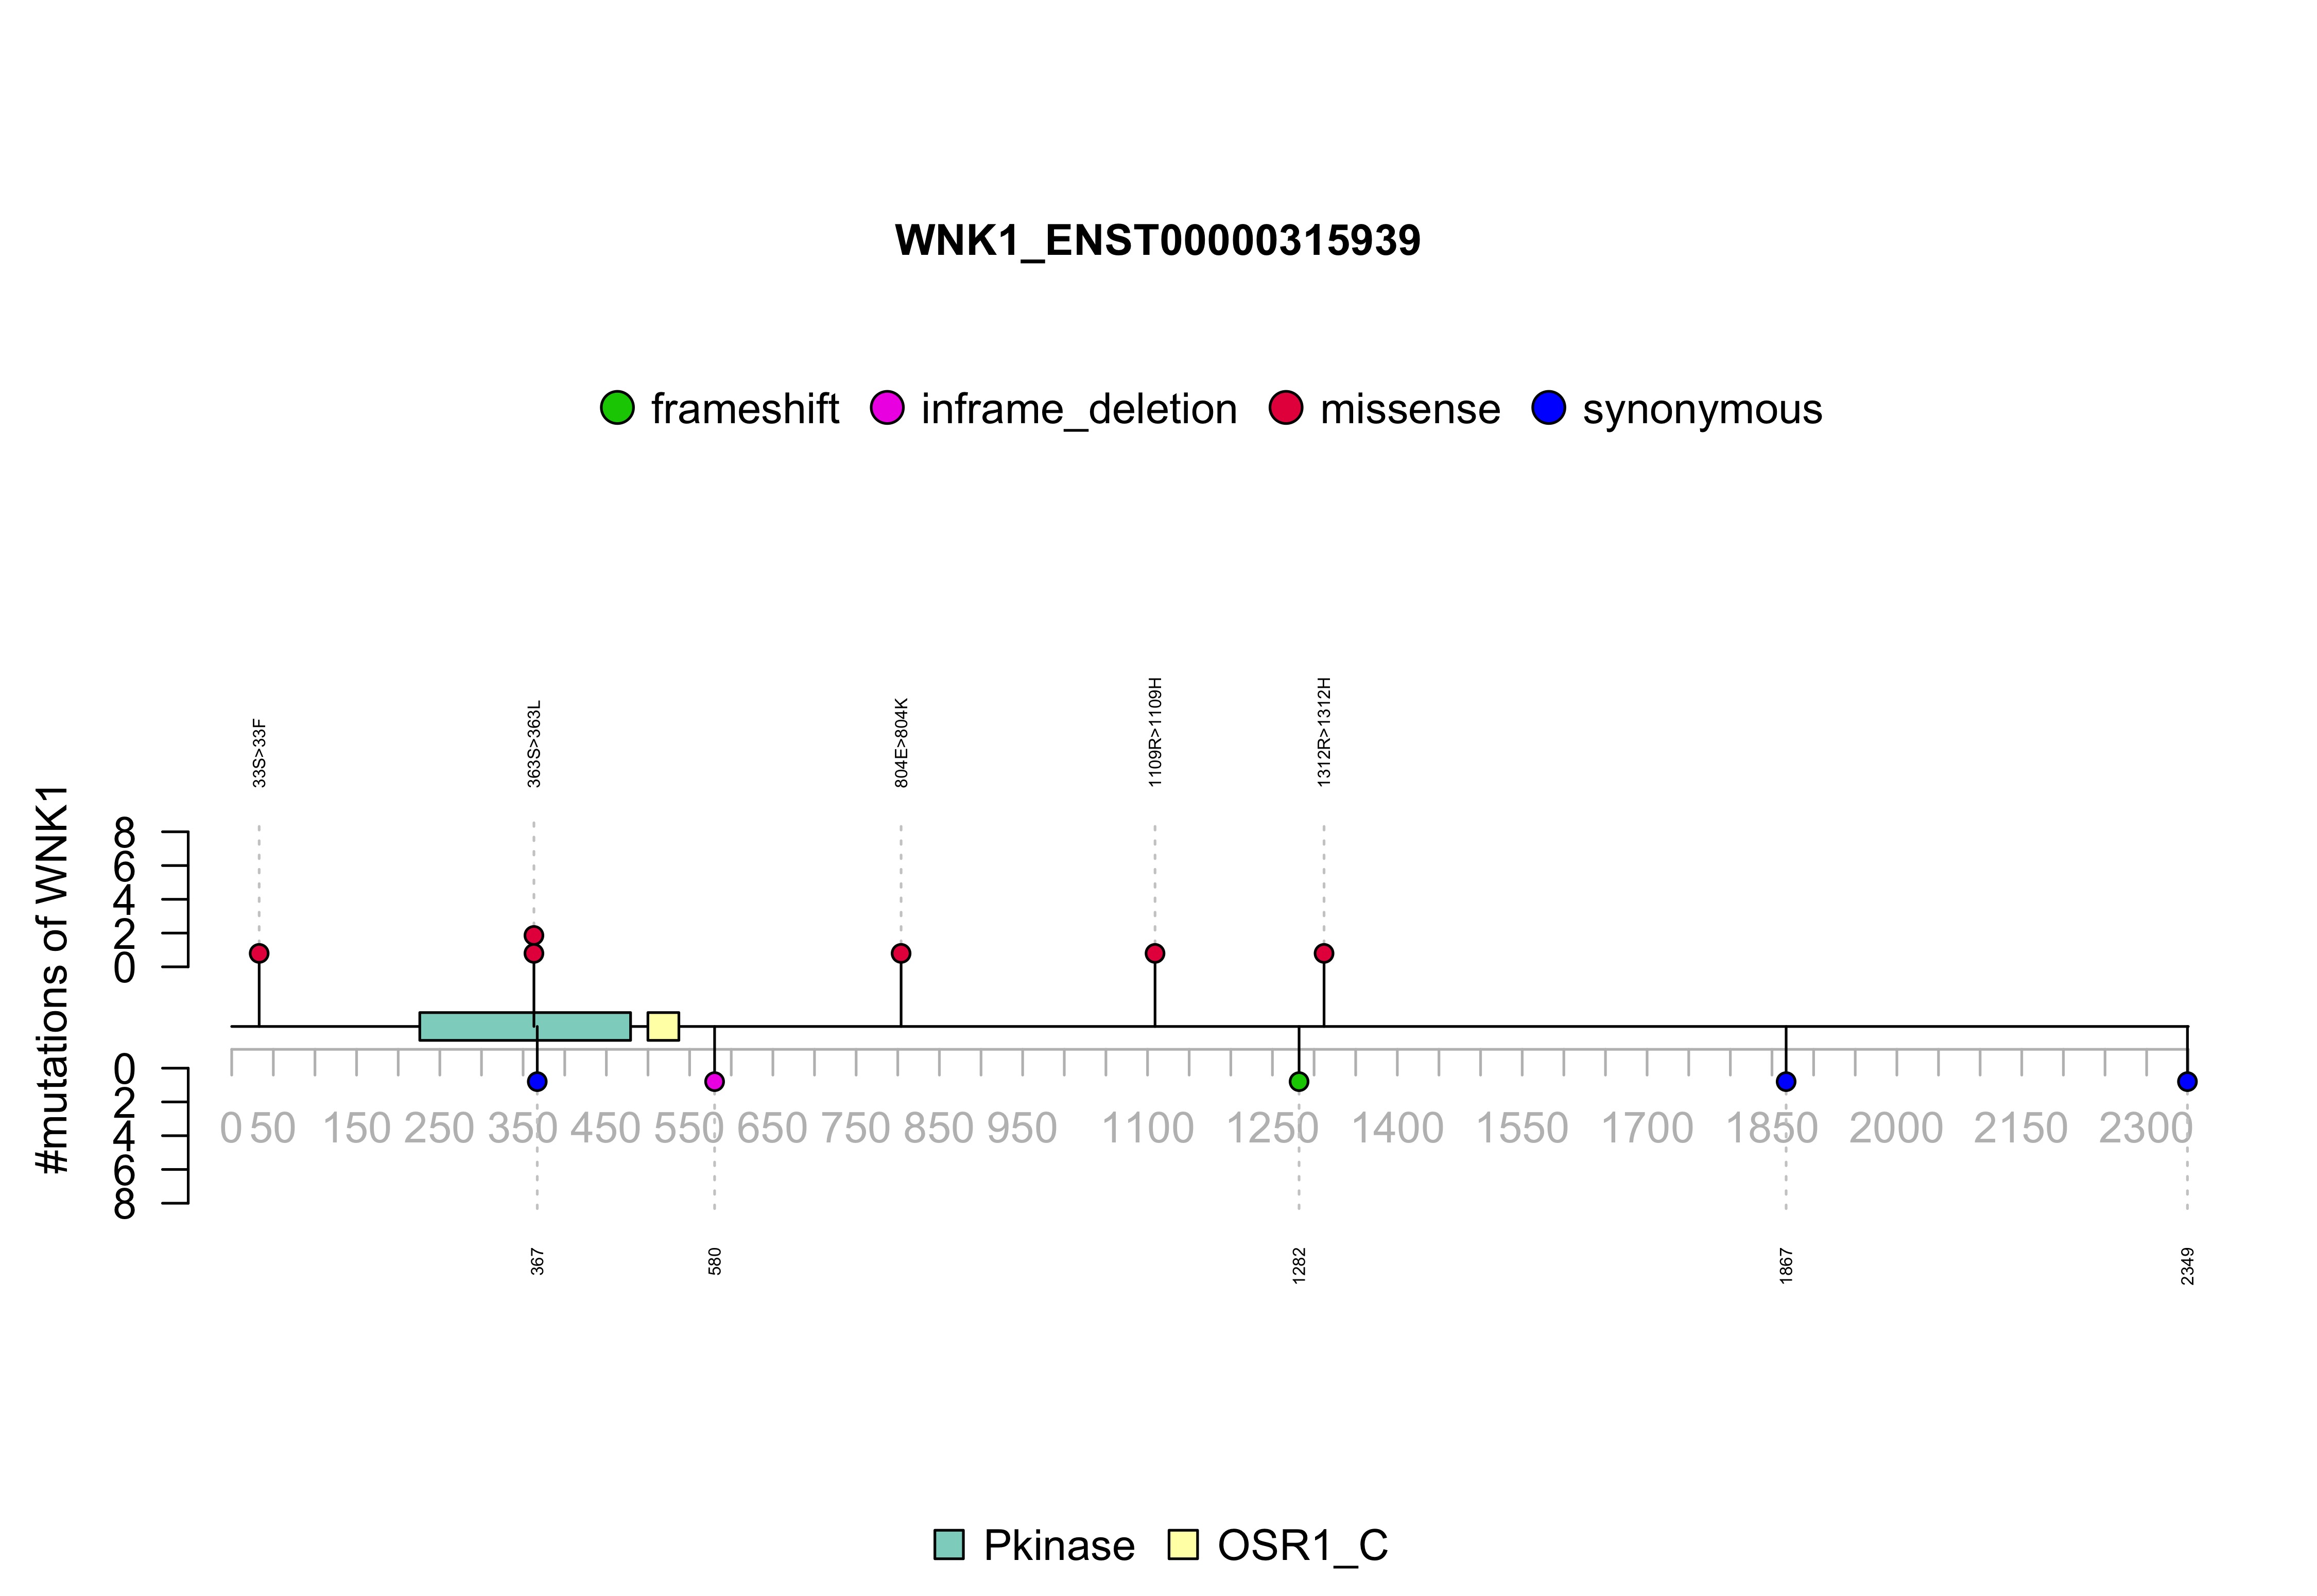 WNK1_ENST00000315939
frameshift inframe_deletion missense synonymous
33S>33F 363S>363L 804E>804K 1109R>1109H 1312R>1312H
#mutations of WNK1
8
6
4
2
0
0
2
4
6
8
0 50 150 250 350 450 550 650 750 850 950 1100 1250 1400 1550 1700 1850 2000 2150 2300
367 580 1282 1867 2349
Pkinase OSR1_C